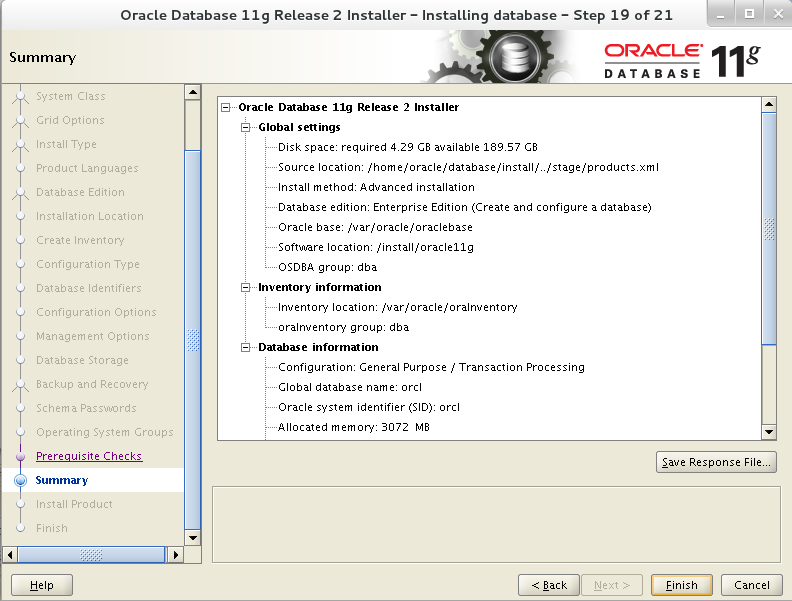 Oracle Database 11g Release 2 Installer - Installing database - Step 19 of 21
Summary
ORACLE
DATABASE
11g
System Class
Grid Options
Install Type
Product Languages
Database Edition
Installation Location
Create Inventory
Configuration Type
Database Identifiers
Configuration Options
Management Options
Database Storage
Backup and Recovery
Schema Passwords
Operating System Groups
Prerequisite Checks
Summary
Install Product
Finish
Oracle Database 11g Release 2 Installer
Global settings
Disk space: required 4.29 GB available 189.57 GB
Source location: /home/oracle/database/install/../stage/products.xml
Install method: Advanced installation
Database edition: Enterprise Edition (Create and configure a database)
Oracle base: /var/oracle/oraclebase
Software location: /install/oracle11g
OSDBA group: dba
Inventory information
Inventory location: /var/oracle/oraInventory
oraInventory group: dba
Database information
Configuration: General Purpose / Transaction Processing
Global database name: orcl
Oracle system identifier (SID): orcl
Allocated memory: 3072 MB
Save Response File...
Help
< Back
Next >
Finish
Cancel